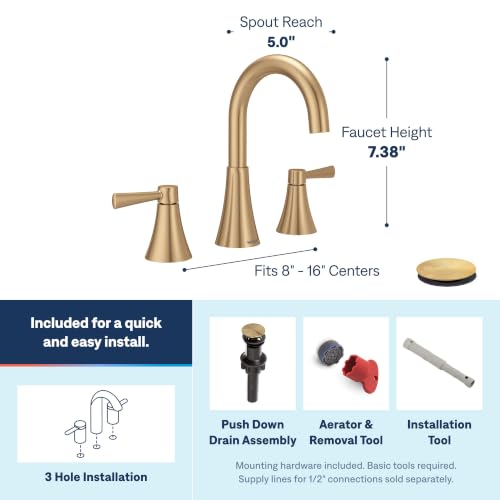 Spout Reach
5.0"
Faucet Height
7.38"
Fits 8" - 16" Centers
Included for a quick
and easy install.
3 Hole Installation
Push Down
Drain Assembly
Aerator &
Removal Tool
Installation
Tool
Mounting hardware included. Basic tools required.
Supply lines for 1/2" connections sold separately.